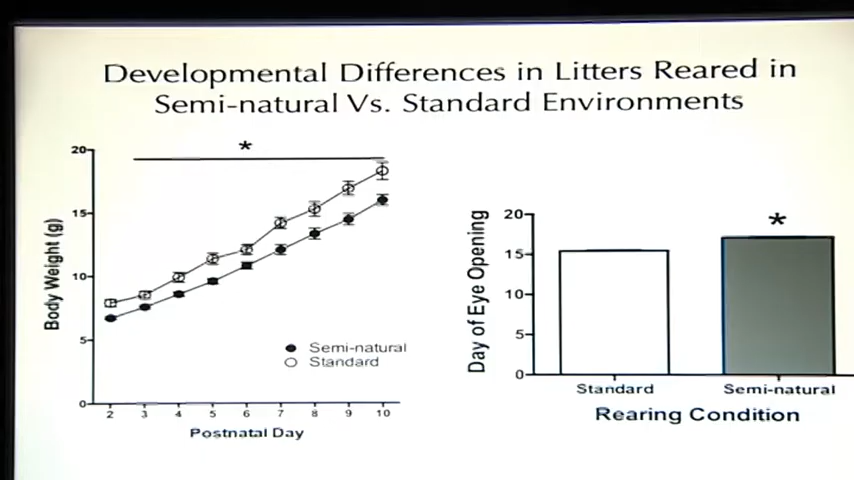 Developmental Differences in Litters Reared in
Semi-natural Vs. Standard Environments
*
20
15
10
5
0
Body Weight (g)
2 3 4 5 6 7 8 9 10
Postnatal Day
Semi-natural
Standard
*
20
15
10
5
0
Day of Eye Opening
Standard Semi-natural
Rearing Condition